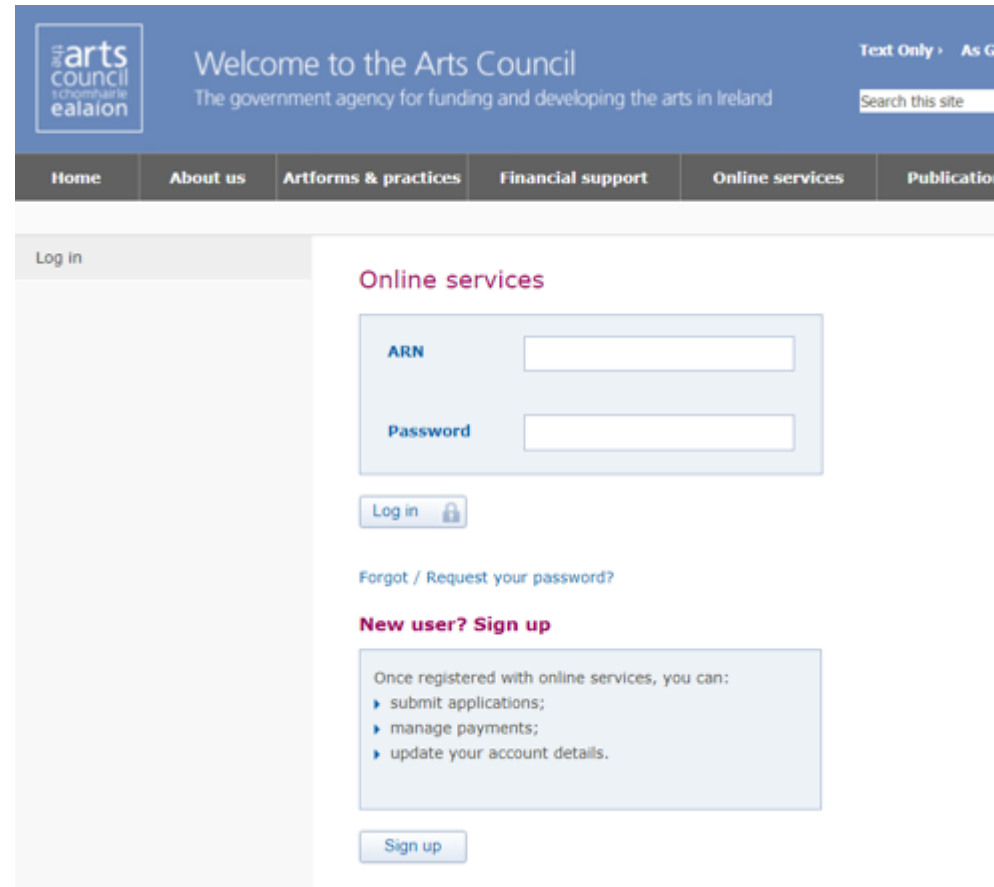 an
arts
council
schomhairle
ealaíon
Welcome to the Arts Council
The government agency for funding and developing the arts in Ireland
Text Only › As G
Search this site
Home About us Artforms & practices Financial support Online services Publication
Log in
Online services
ARN
Password
Log in
Forgot / Request your password?
New user? Sign up
Once registered with online services, you can:
submit applications;
manage payments;
update your account details.
Sign up